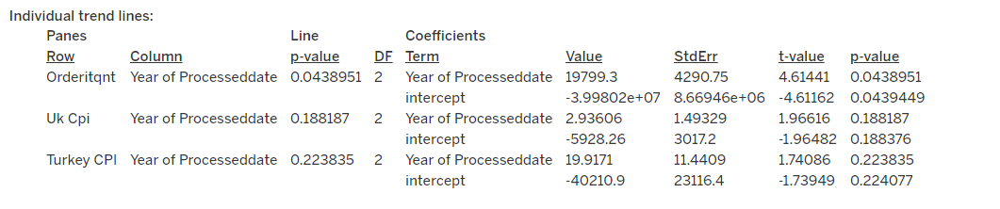 Individual trend lines:
Panes Line Coefficients
Row Column p-value DF Term Value StdErr t-value p-value
Orderitqnt Year of Processeddate 0.0438951 2 Year of Processeddate 19799.3 4290.75 4.61441 0.0438951
intercept -3.99802e+07 8.66946e+06 -4.61162 0.0439449
Uk Cpi Year of Processeddate 0.188187 2 Year of Processeddate 2.93606 1.49329 1.96616 0.188187
intercept -5928.26 3017.2 -1.96482 0.188376
Turkey CPI Year of Processeddate 0.223835 2 Year of Processeddate 19.9171 11.4409 1.74086 0.223835
intercept -40210.9 23116.4 -1.73949 0.224077